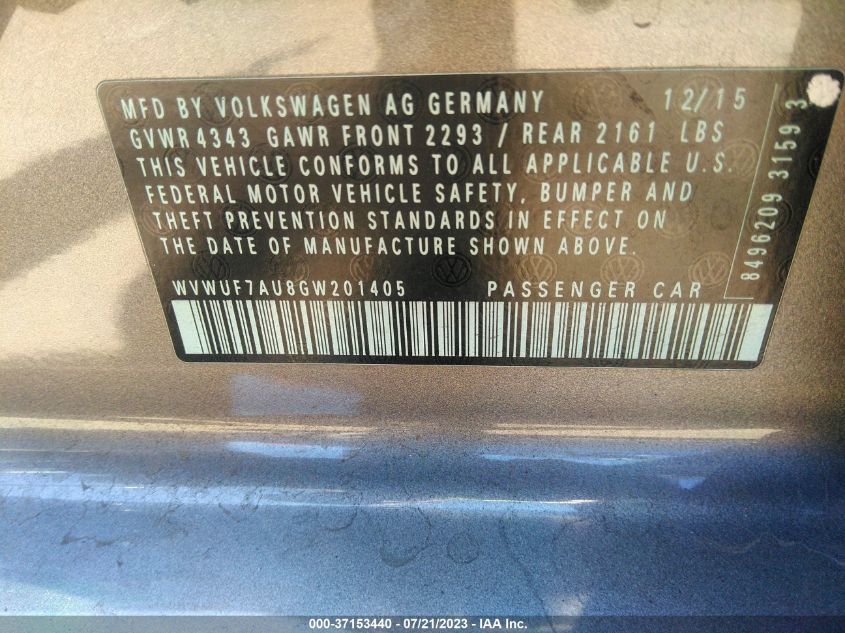 MFD BY VOLKSWAGEN AG GERMANY 12/15
GVWR 4343 GAWR FRONT 2293 / REAR 2161 LBS
THIS VEHICLE CONFORMS TO ALL APPLICABLE U.S.
FEDERAL MOTOR VEHICLE SAFETY, BUMPER AND
THEFT PREVENTION STANDARDS IN EFFECT ON
THE DATE OF MANUFACTURE SHOWN ABOVE.
WVWUF7AU8GW201405 PASSENGER CAR
8496209 3159 3
000-37153440 - 07/21/2023 - IAA Inc.